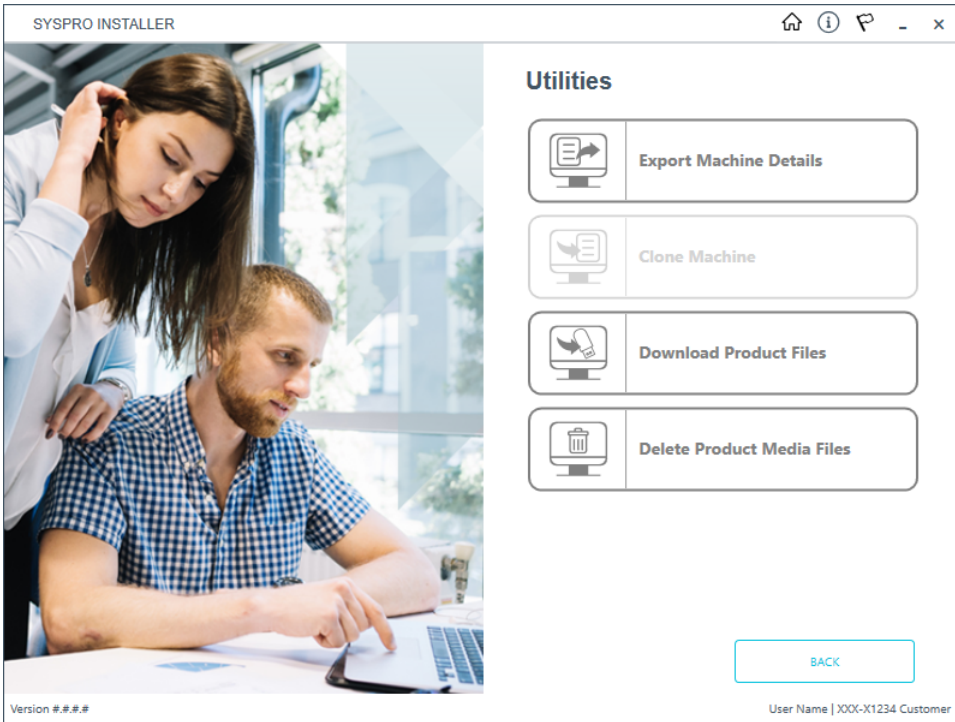 SYSPRO INSTALLER
Utilities
Export Machine Details
Clone Machine
Download Product Files
Delete Product Media Files
BACK
Version #.#.#.#
User Name | XXX-X1234 Customer